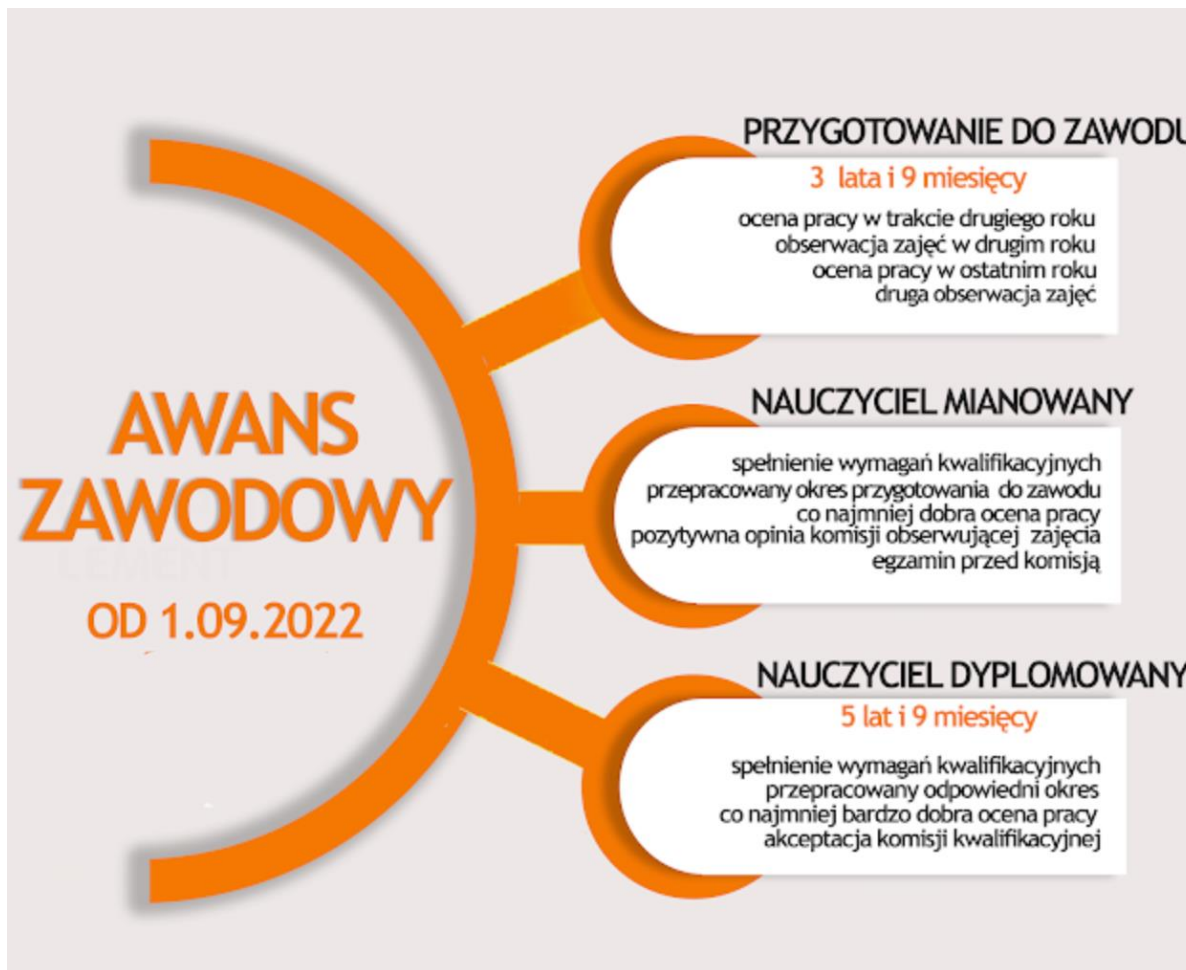 AWANS
ZAWODOWY
LEMENT
OD 1.09.2022
PRZYGOTOWANIE DO ZAWODU
3 lata i 9 miesięcy
ocena pracy w trakcie drugiego roku
obserwacja zajęć w drugim roku
ocena pracy w ostatnim roku
druga obserwacja zajęć
NAUCZYCIEL MIANOWANY
spełnienie wymagań kwalifikacyjnych
przepracowany okres przygotowania do zawodu
co najmniej dobra ocena pracy
pozytywna opinia komisji obserwującej zajęcia
egzamin przed komisją
NAUCZYCIEL DYPLOMOWANY
5 lat i 9 miesięcy
spełnienie wymagań kwalifikacyjnych
przepracowany odpowiedni okres
co najmniej bardzo dobra ocena pracy
akceptacja komisji kwalifikacyjnej